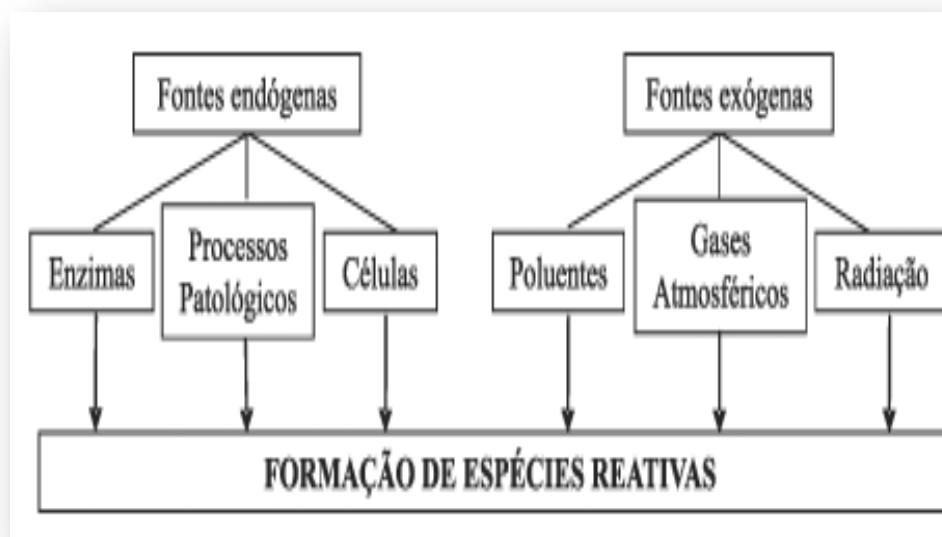 Fontes endógenas
Fontes exógenas
Enzimas
Processos
Patológicos
Células
Poluentes
Gases
Atmosféricos
Radiação
FORMAÇÃO DE ESPÉCIES REATIVAS